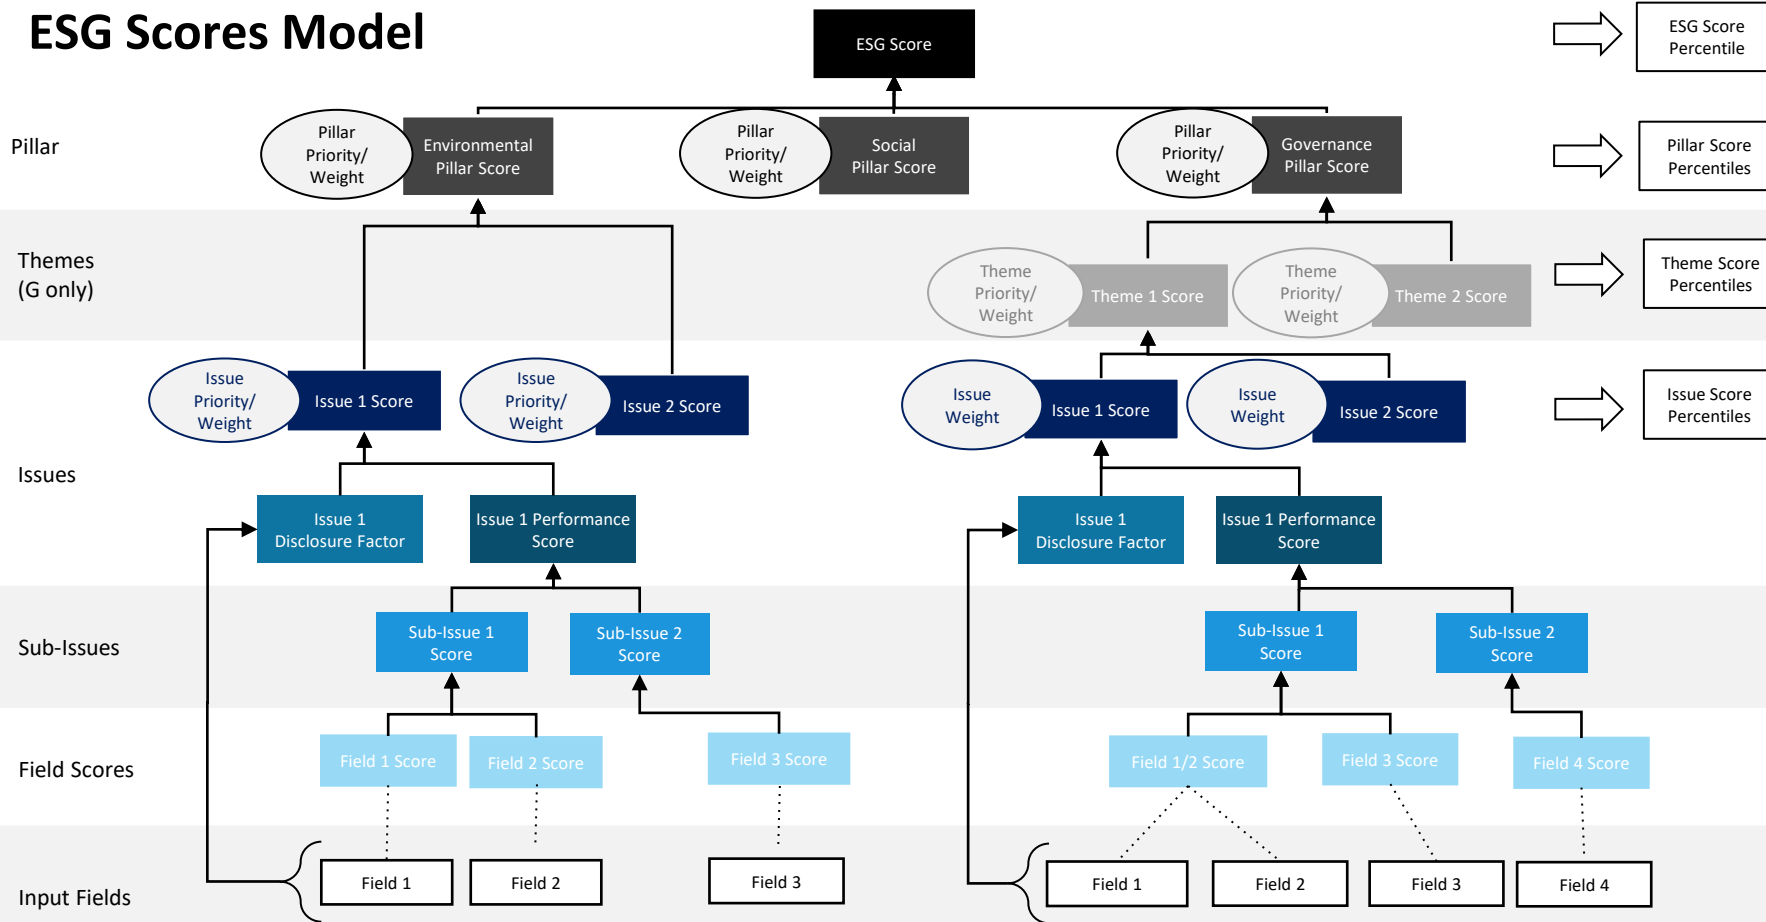 ESG Scores Model
ESG Score
ESG Score
Percentile
Pillar
Pillar
Priority/
Weight
Environmental
Pillar Score
Pillar
Priority/
Weight
Social
Pillar Score
Pillar
Priority/
Weight
Governance
Pillar Score
Pillar Score
Percentiles
Themes
(G only)
Theme
Priority/
Weight
Theme 1 Score
Theme
Priority/
Weight
Theme 2 Score
Theme Score
Percentiles
Issues
Issue
Priority/
Weight
Issue 1 Score
Issue
Priority/
Weight
Issue 2 Score
Issue
Weight
Issue 1 Score
Issue
Weight
Issue 2 Score
Issue Score
Percentiles
Issue 1
Disclosure Factor
Issue 1 Performance
Score
Issue 1
Disclosure Factor
Issue 1 Performance
Score
Sub-Issues
Sub-Issue 1
Score
Sub-Issue 2
Score
Sub-Issue 1
Score
Sub-Issue 2
Score
Field Scores
Field 1 Score
Field 2 Score
Field 3 Score
Field 1/2 Score
Field 3 Score
Field 4 Score
Input Fields
Field 1
Field 2
Field 3
Field 1
Field 2
Field 3
Field 4